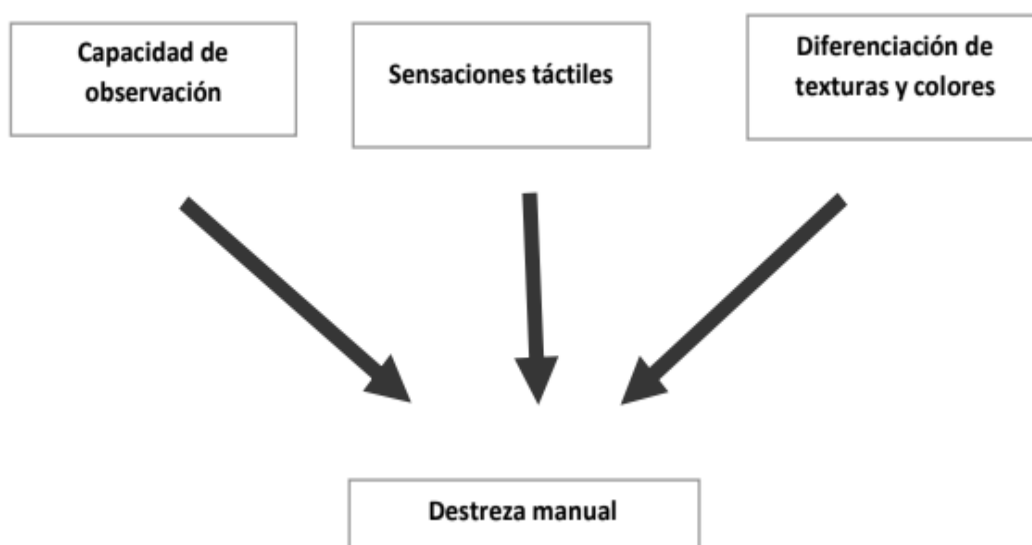 Capacidad de
observación
Sensaciones táctiles
Diferenciación de
texturas y colores
Destreza manual